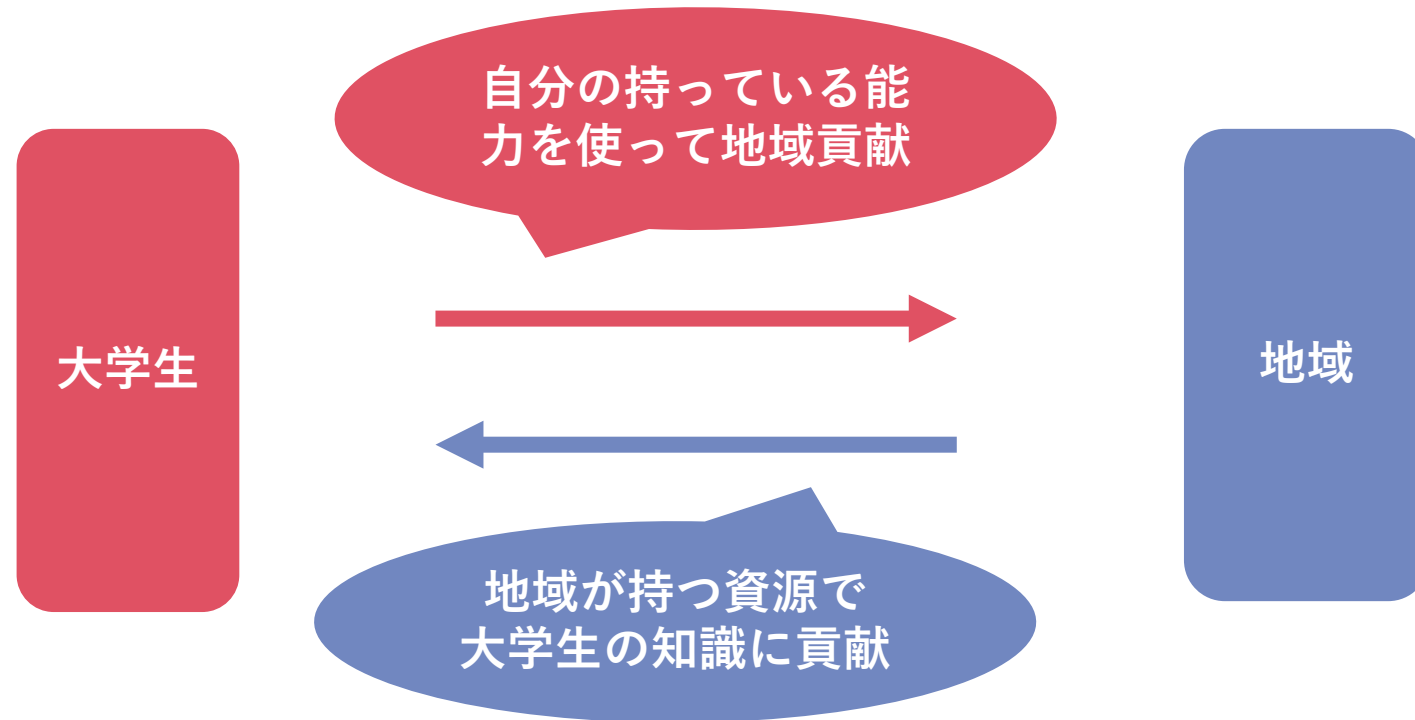 自分の持っている能
力を使って地域貢献
大学生
地域
地域が持つ資源で
大学生の知識に貢献